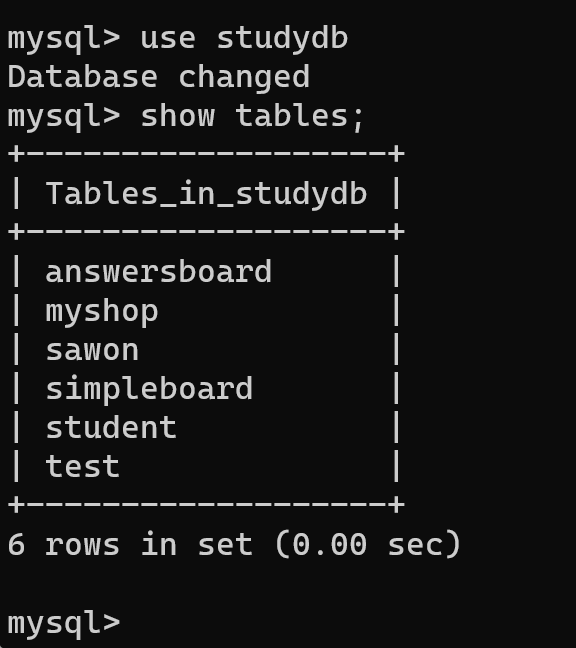 mysql> use studydb
Database changed
mysql> show tables;
+-------------------+
| Tables_in_studydb |
+-------------------+
| answersboard      |
| myshop            |
| sawon             |
| simpleboard       |
| student           |
| test              |
+-------------------+
6 rows in set (0.00 sec)
mysql>